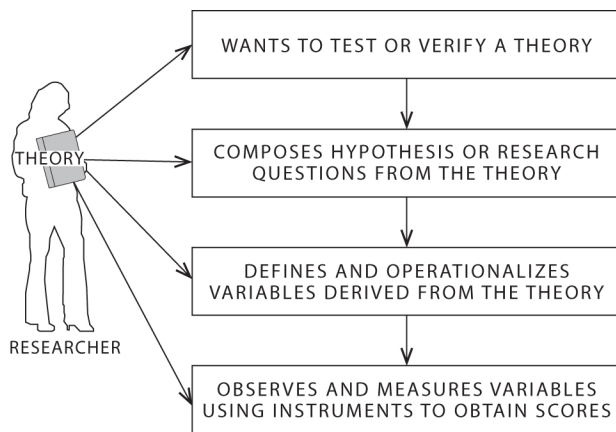 WANTS TO TEST OR VERIFY A THEORY
THEORY
COMPOSES HYPOTHESIS OR RESEARCH
QUESTIONS FROM THE THEORY
DEFINES AND OPERATIONALIZES
VARIABLES DERIVED FROM THE THEORY
RESEARCHER
OBSERVES AND MEASURES VARIABLES
USING INSTRUMENTS TO OBTAIN SCORES